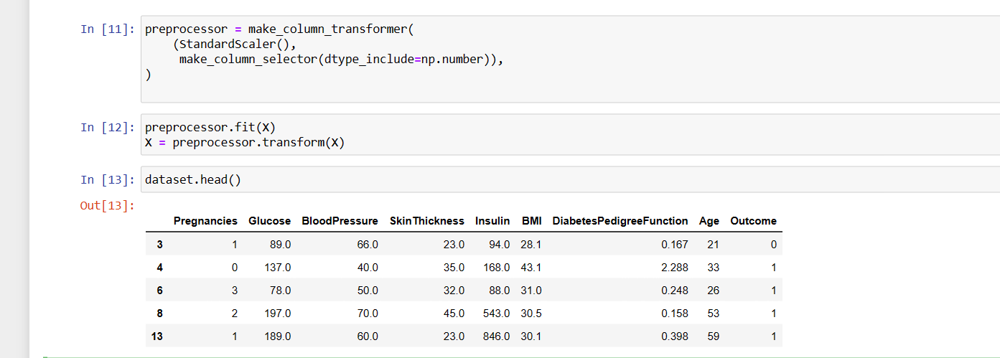 In [11]: preprocessor = make_column_transformer(
(StandardScaler(),
make_column_selector(dtype_include=np.number)),
)
In [12]: preprocessor.fit(X)
X = preprocessor.transform(X)
In [13]: dataset.head()
Out[13]:
Pregnancies Glucose BloodPressure SkinThickness Insulin BMI DiabetesPedigreeFunction Age Outcome
3 1 89.0 66.0 23.0 94.0 28.1 0.167 21 0
4 0 137.0 40.0 35.0 168.0 43.1 2.288 33 1
6 3 78.0 50.0 32.0 88.0 31.0 0.248 26 1
8 2 197.0 70.0 45.0 543.0 30.5 0.158 53 1
13 1 189.0 60.0 23.0 846.0 30.1 0.398 59 1